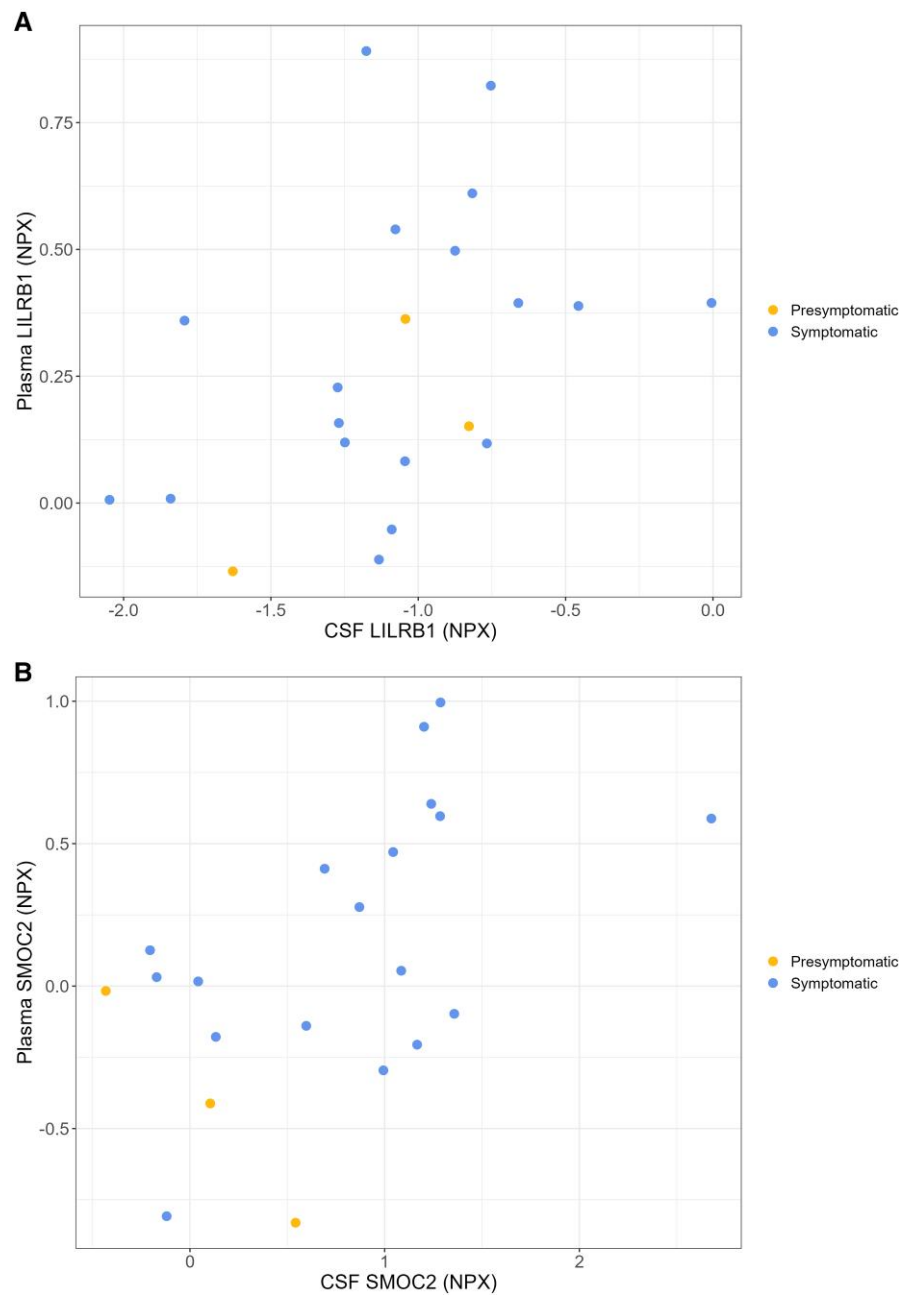 A
Plasma LILRB1 (NPX)
0.75
0.50
0.25
0.00
-2.0 -1.5 -1.0 -0.5 0.0
CSF LILRB1 (NPX)
Presymptomatic
Symptomatic
B
Plasma SMOC2 (NPX)
1.0
0.5
0.0
-0.5
0 1 2
CSF SMOC2 (NPX)
Presymptomatic
Symptomatic